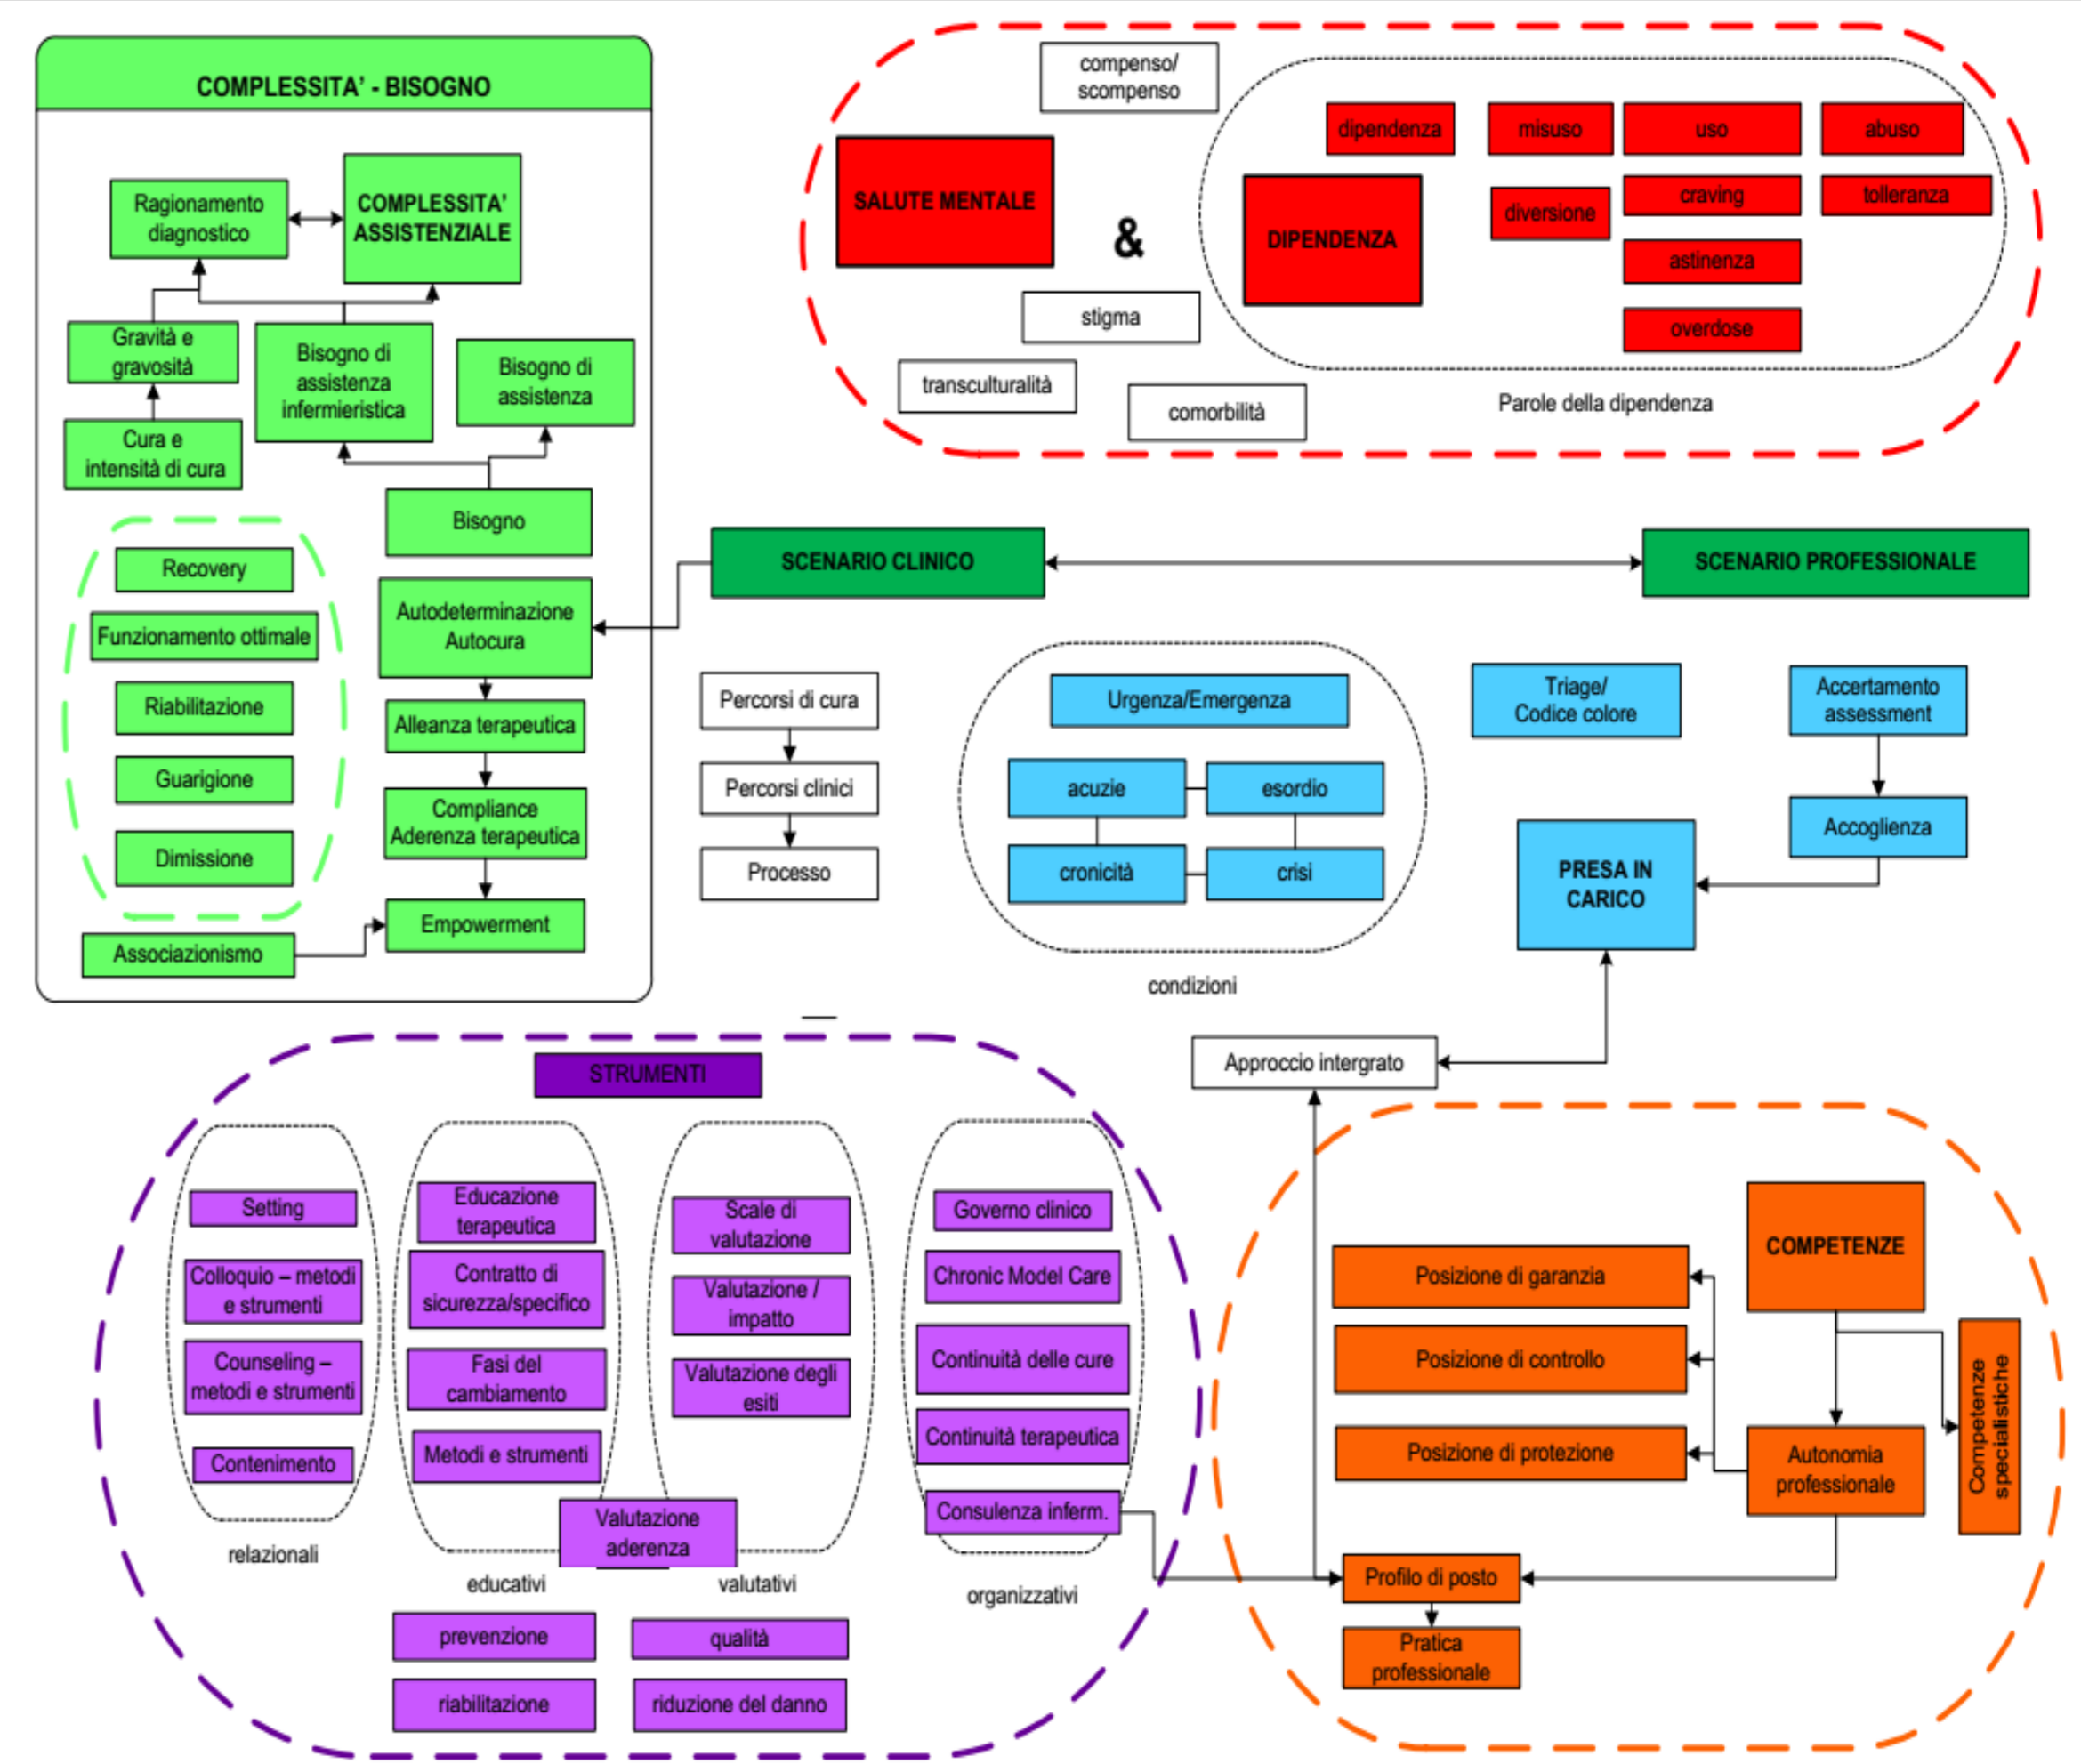 COMPLESSITA' - BISOGNO
Ragionamento
diagnostico
COMPLESSITA'
ASSISTENZIALE
Gravità e
gravosità
Bisogno di
assistenza
infermieristica
Bisogno di
assistenza
Cura e
intensità di cura
Bisogno
Recovery
Funzionamento ottimale
Riabilitazione
Guarigione
Dimissione
Associazionismo
Autodeterminazione
Autocura
Alleanza terapeutica
Compliance
Aderenza terapeutica
Empowerment
compenso/
scompenso
SALUTE MENTALE
&
stigma
transculturalità
comorbilità
DIPENDENZA
dipendenza
misuso
uso
abuso
diversione
craving
tolleranza
astinenza
overdose
Parole della dipendenza
SCENARIO CLINICO
SCENARIO PROFESSIONALE
Percorsi di cura
Percorsi clinici
Processo
Urgenza/Emergenza
acuzie
esordio
cronicità
crisi
condizioni
Triage/
Codice colore
Accertamento
assessment
Accoglienza
PRESA IN
CARICO
Approccio intergrato
STRUMENTI
Setting
Colloquio – metodi
e strumenti
Counseling –
metodi e strumenti
Contenimento
relazionali
Educazione
terapeutica
Contratto di
sicurezza/specifico
Fasi del
cambiamento
Metodi e strumenti
Valutazione
aderenza
educativi
Scale di
valutazione
Valutazione /
impatto
Valutazione degli
esiti
valutativi
Governo clinico
Chronic Model Care
Continuità delle cure
Continuità terapeutica
Consulenza inferm.
organizzativi
prevenzione
qualità
riabilitazione
riduzione del danno
COMPETENZE
Posizione di garanzia
Posizione di controllo
Posizione di protezione
Autonomia
professionale
Competenze
specialistiche
Profilo di posto
Pratica
professionale